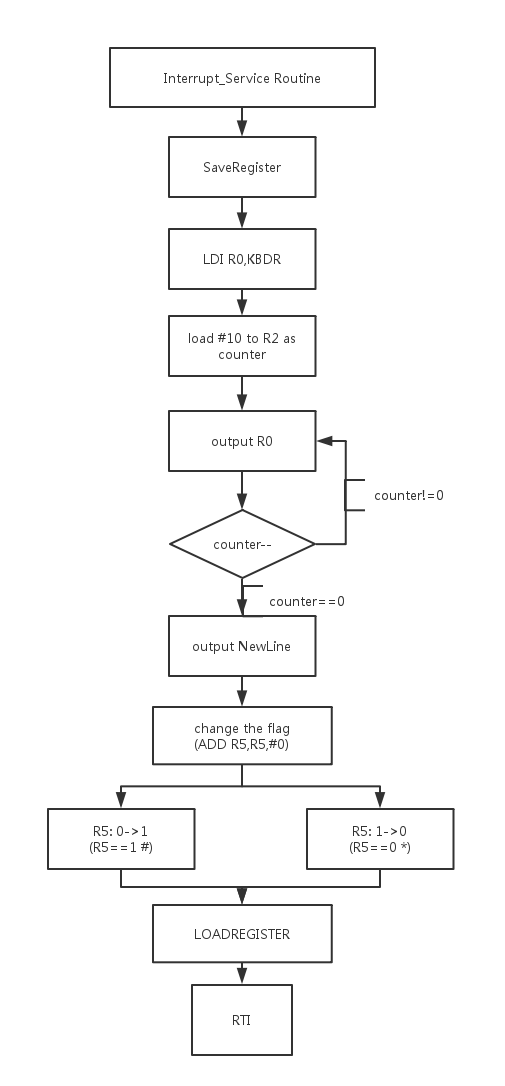 Interrupt_Service Routine
SaveRegister
LDI R0,KBDR
load #10 to R2 as
counter
output R0
counter!=0
counter--
counter==0
output NewLine
change the flag
(ADD R5,R5,#0)
R5: 0->1
(R5==1 #)
R5: 1->0
(R5==0 *)
LOADREGISTER
RTI